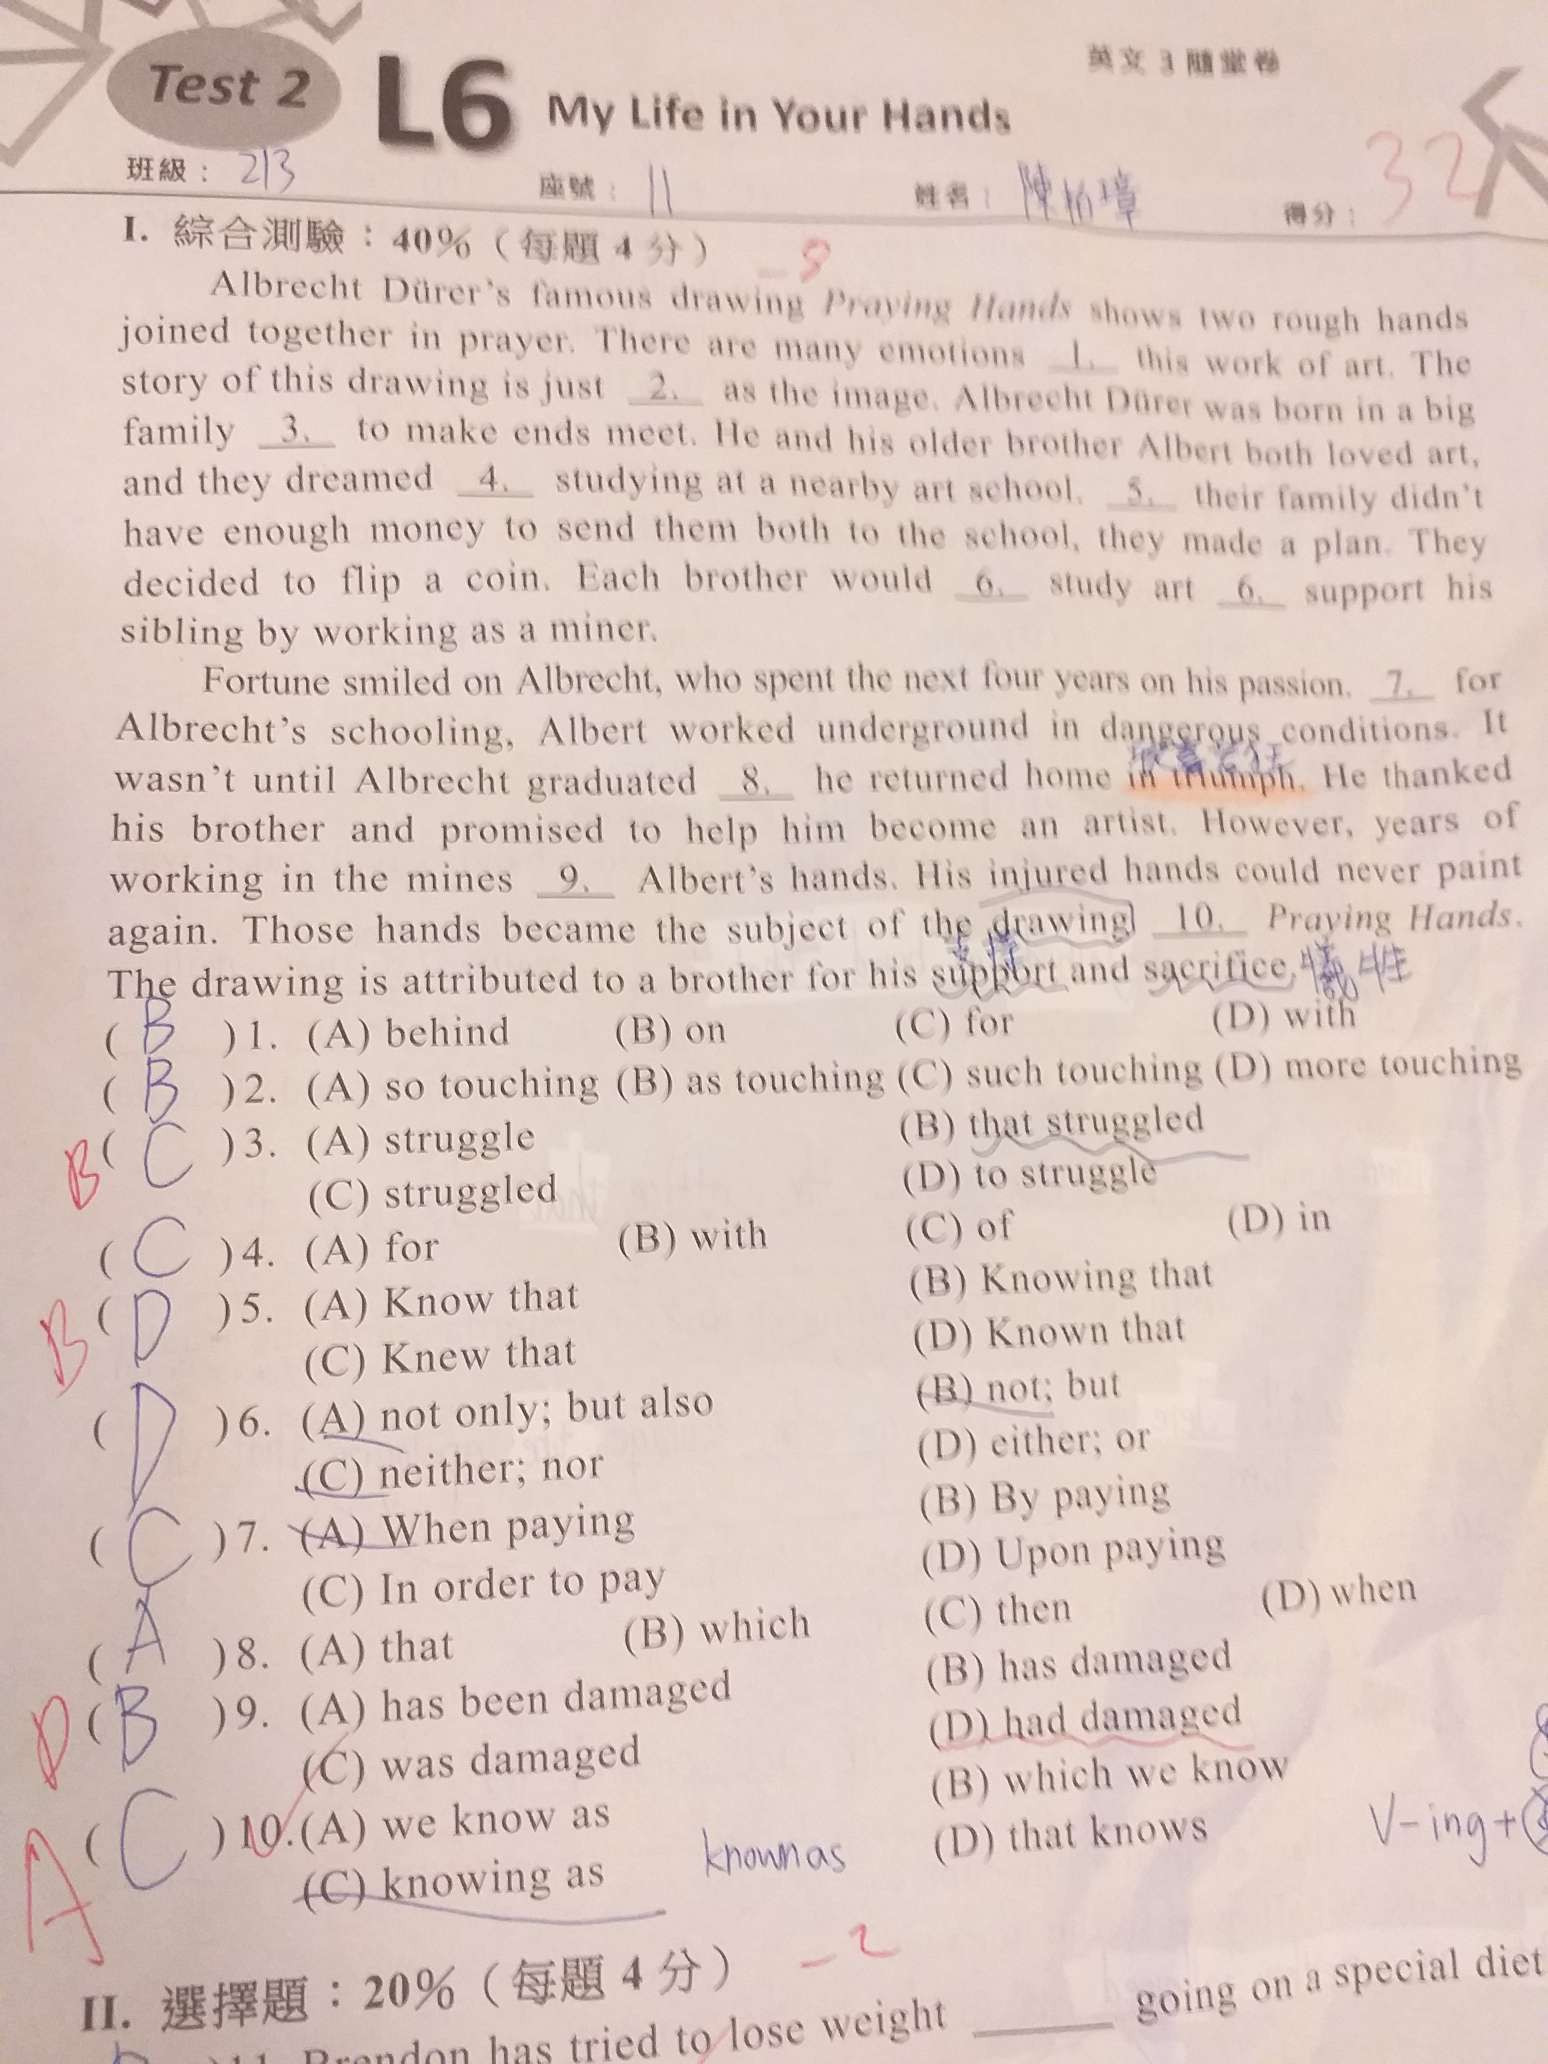 Test 2 L6 My Life in Your Hands 英文 3 隨堂卷
班級：213 座號：11 姓名：陳柏璋 得分：32
I. 綜合測驗：40%（每題 4 分）
Albrecht Dürer's famous drawing Praying Hands shows two rough hands
joined together in prayer. There are many emotions 1. this work of art. The
story of this drawing is just 2. as the image. Albrecht Dürer was born in a big
family 3. to make ends meet. He and his older brother Albert both loved art,
and they dreamed 4. studying at a nearby art school. 5. their family didn't
have enough money to send them both to the school, they made a plan. They
decided to flip a coin. Each brother would 6. study art 6. support his
sibling by working as a miner.
Fortune smiled on Albrecht, who spent the next four years on his passion. 7. for
Albrecht's schooling, Albert worked underground in dangerous conditions. It
wasn't until Albrecht graduated 8. he returned home in triumph. He thanked
his brother and promised to help him become an artist. However, years of
working in the mines 9. Albert's hands. His injured hands could never paint
again. Those hands became the subject of the drawing 10. Praying Hands.
支撐
The drawing is attributed to a brother for his support and sacrifice. 犧牲
( B ) 1. (A) behind (B) on (C) for (D) with
( B ) 2. (A) so touching (B) as touching (C) such touching (D) more touching
B ( C ) 3. (A) struggle (B) that struggled
(C) struggled (D) to struggle
( C ) 4. (A) for (B) with (C) of (D) in
B ( D ) 5. (A) Know that (B) Knowing that
(C) Knew that (D) Known that
( D ) 6. (A) not only; but also (B) not; but
(C) neither; nor (D) either; or
( C ) 7. (A) When paying (B) By paying
(C) In order to pay (D) Upon paying
( A ) 8. (A) that (B) which (C) then (D) when
D ( B ) 9. (A) has been damaged (B) has damaged
(C) was damaged (D) had damaged
A ( C ) 10. (A) we know as (B) which we know
(C) knowing as known as (D) that knows V-ing+
II. 選擇題：20%（每題 4 分） -2
Brendon has tried to lose weight ______ going on a special diet